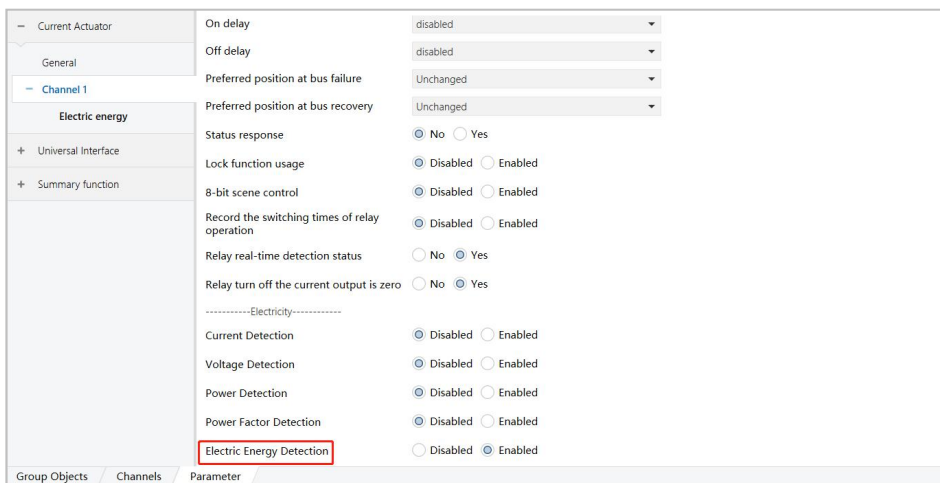 − Current Actuator
General
− Channel 1
Electric energy
+ Universal Interface
+ Summary function
On delay disabled
Off delay disabled
Preferred position at bus failure Unchanged
Preferred position at bus recovery Unchanged
Status response No Yes
Lock function usage Disabled Enabled
8-bit scene control Disabled Enabled
Record the switching times of relay
operation Disabled Enabled
Relay real-time detection status No Yes
Relay turn off the current output is zero No Yes
-----------Electricity------------
Current Detection Disabled Enabled
Voltage Detection Disabled Enabled
Power Detection Disabled Enabled
Power Factor Detection Disabled Enabled
Electric Energy Detection Disabled Enabled
Group Objects Channels Parameter